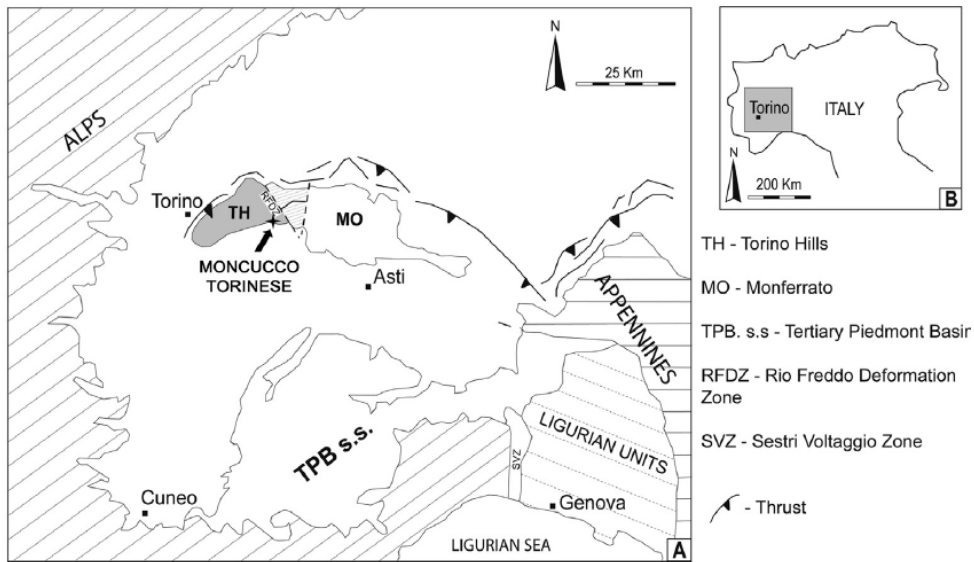 N
25 Km
ALPS
Torino
TH
RFDZ
MO
MONCUCCO
TORINESE
Asti
APPENNINES
TPB s.s.
LIGURIAN UNITS
SVZ
Cuneo
Genova
LIGURIAN SEA
A
Torino
ITALY
N
200 Km
B
TH - Torino Hills
MO - Monferrato
TPB. s.s - Tertiary Piedmont Basin
RFDZ - Rio Freddo Deformation
Zone
SVZ - Sestri Voltaggio Zone
- Thrust